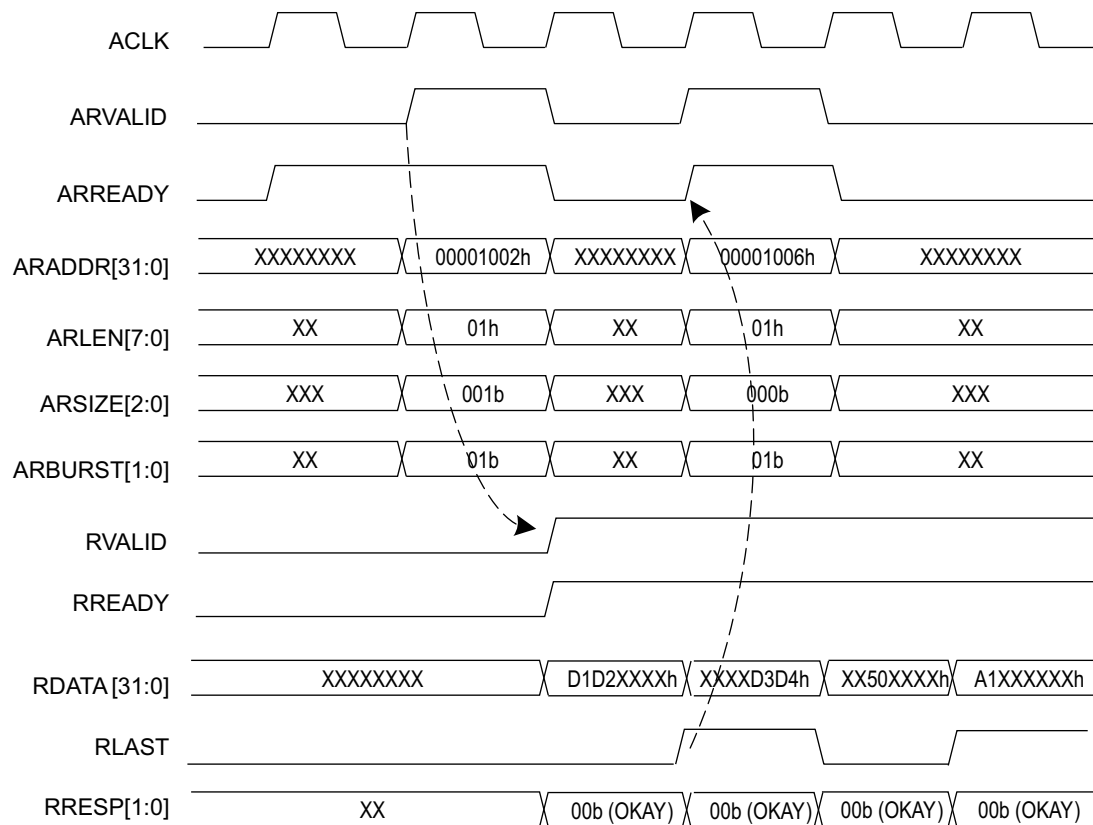 ACLK
ARVALID
ARREADY
ARADDR[31:0] XXXXXXXX 00001002h XXXXXXXX 00001006h XXXXXXXX
ARLEN[7:0] XX 01h XX 01h XX
ARSIZE[2:0] XXX 001b XXX 000b XXX
ARBURST[1:0] XX 01b XX 01b XX
RVALID
RREADY
RDATA [31:0] XXXXXXXX D1D2XXXXh XXXXD3D4h XX50XXXXh A1XXXXXXh
RLAST
RRESP[1:0] XX 00b (OKAY) 00b (OKAY) 00b (OKAY) 00b (OKAY)